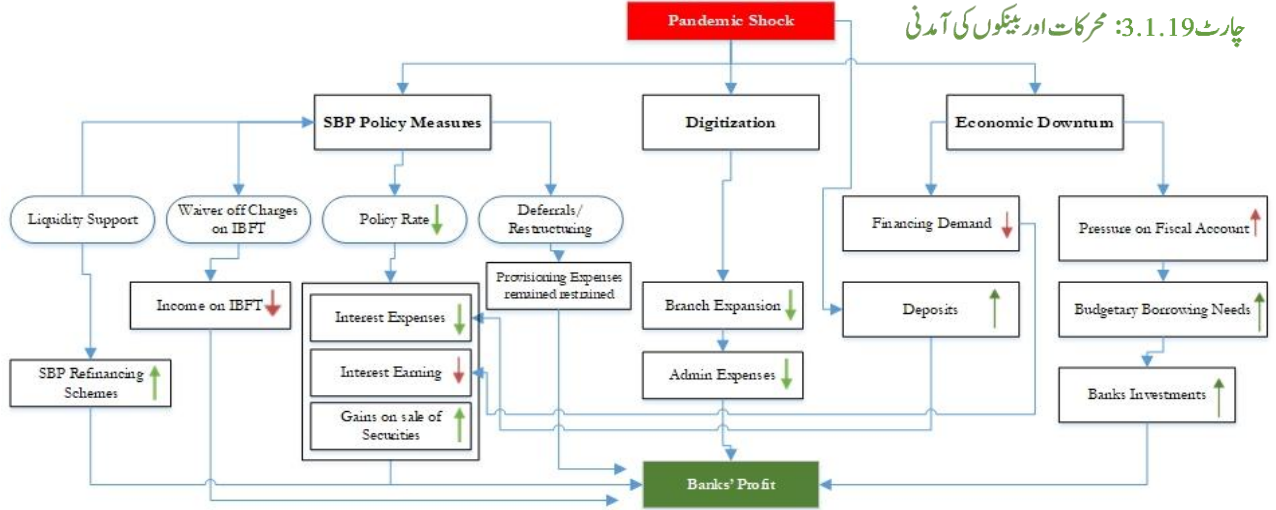 چارٹ 3.1.19: محرکات اور بینکوں کی آمدنی
Pandemic Shock
SBP Policy Measures
Digitization
Economic Downturn
Liquidity Support
Waiver off Charges
on IBFT
Policy Rate
Deferrals/
Restructuring
Financing Demand
Pressure on Fiscal Account
Provisioning Expenses
remained restrained
Income on IBFT
Interest Expenses
Branch Expansion
Deposits
Budgetary Borrowing Needs
SBP Refinancing
Schemes
Interest Earning
Admin Expenses
Banks Investments
Gains on sale of
Securities
Banks' Profit